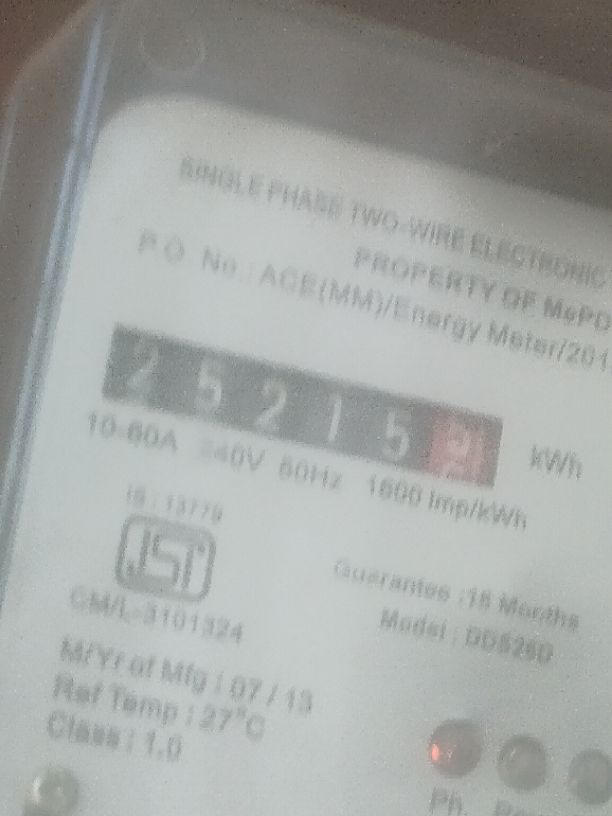 SINGLE PHASE TWO-WIRE ELECTRONIC
PROPERTY OF MePD
P.O. No.: ACE(MM)/Energy Meter/201
2 5 2 1 5
kWh
10-60A 240V 50Hz 1600 Imp/kWh
IS : 13779
ISI
CM/L-3101324
Guarantee : 18 Months
Model : DDS26D
M/Yr of Mfg : 07 / 13
Ref Temp : 27°C
Class : 1.0
Ph.